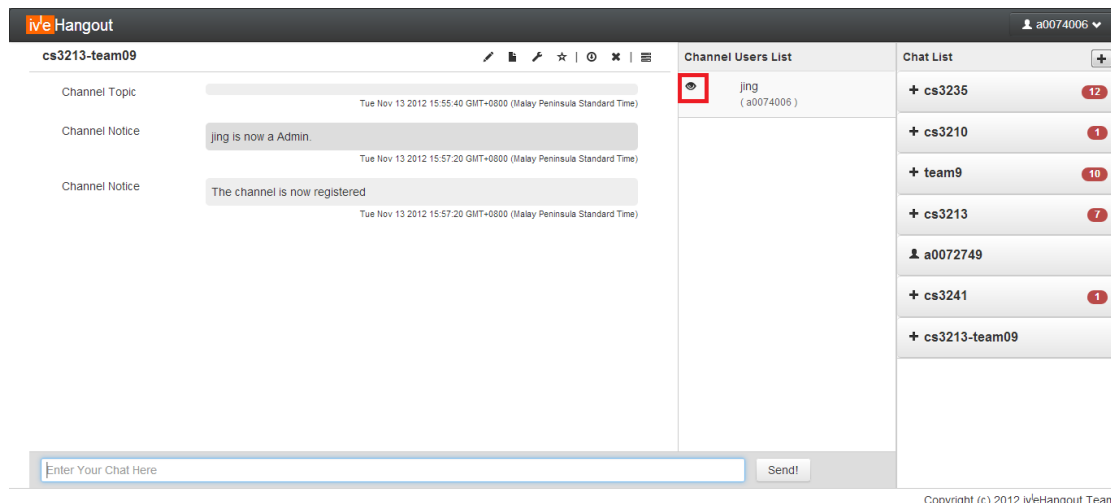 ivle Hangout
a0074006
cs3213-team09
Channel Topic
Tue Nov 13 2012 15:55:40 GMT+0800 (Malay Peninsula Standard Time)
Channel Notice
jing is now a Admin.
Tue Nov 13 2012 15:57:20 GMT+0800 (Malay Peninsula Standard Time)
Channel Notice
The channel is now registered
Tue Nov 13 2012 15:57:20 GMT+0800 (Malay Peninsula Standard Time)
Enter Your Chat Here
Send!
Channel Users List
jing
( a0074006 )
Chat List
+ cs3235 12
+ cs3210 1
+ team9 10
+ cs3213 7
a0072749
+ cs3241 1
+ cs3213-team09
Copyright (c) 2012 ivleHangout Team